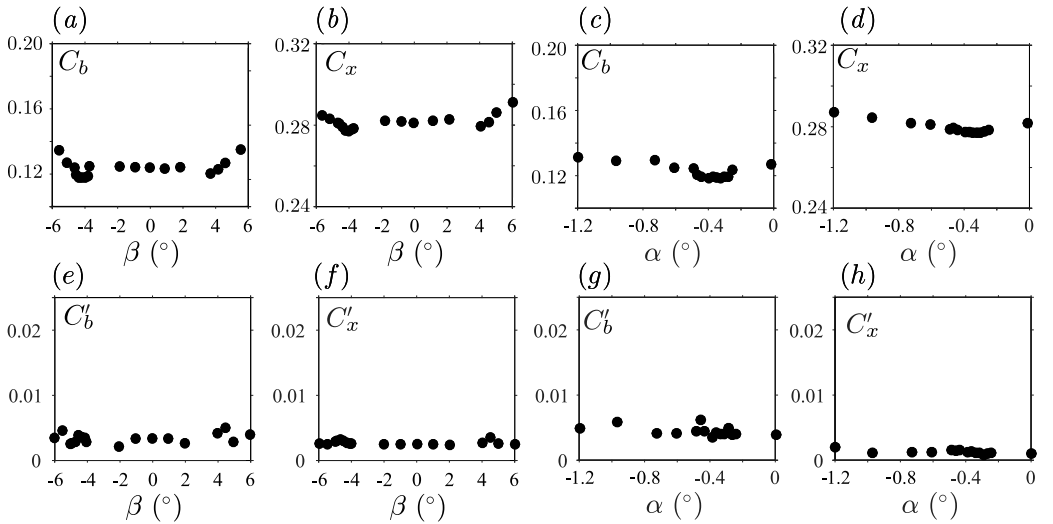 (a) (b) (c) (d)
0.20 0.32 0.20 0.32
C_b C_x C_b C_x
0.16 0.28 0.16 0.28
0.12 0.24 0.12 0.24
-6 -4 -2 0 2 4 6 -6 -4 -2 0 2 4 6 -1.2 -0.8 -0.4 0 -1.2 -0.8 -0.4 0
β (°) β (°) α (°) α (°)
(e) (f) (g) (h)
C′_b C′_x C′_b C′_x
0.02 0.02 0.02 0.02
0.01 0.01 0.01 0.01
0 0 0 0
-6 -4 -2 0 2 4 6 -6 -4 -2 0 2 4 6 -1.2 -0.8 -0.4 0 -1.2 -0.8 -0.4 0
β (°) β (°) α (°) α (°)